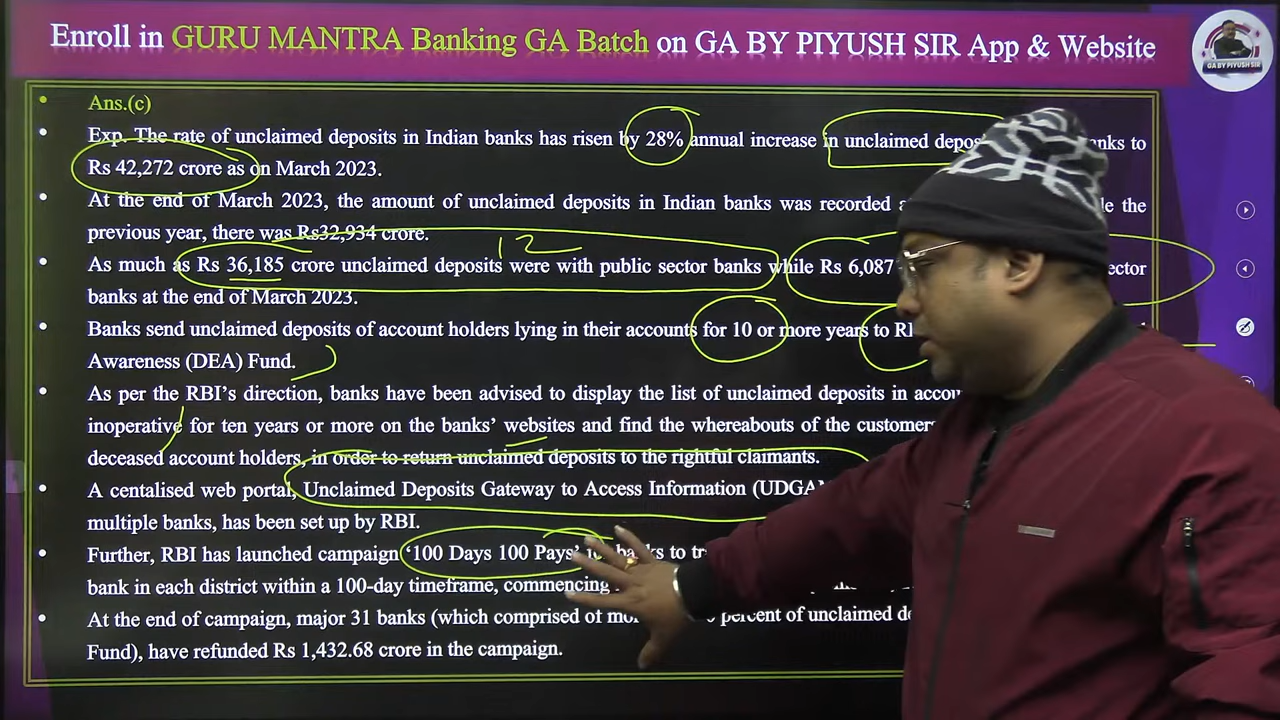 Enroll in GURU MANTRA Banking GA Batch on GA BY PIYUSH SIR App & Website
GA BY PIYUSH SIR
• Ans.(c)
• Exp. The rate of unclaimed deposits in Indian banks has risen by 28% annual increase in unclaimed banks to
Rs 42,272 crore as on March 2023.
• At the end of March 2023, the amount of unclaimed deposits in Indian banks was recorded the
previous year, there was Rs32,934 crore.
12
• As much as Rs 36,185 crore unclaimed deposits were with public sector banks while Rs 6,087
banks at the end of March 2023.
• Banks send unclaimed deposits of account holders lying in their accounts for 10 or more years to
Awareness (DEA) Fund.
• As per the RBI's direction, banks have been advised to display the list of unclaimed deposits in
inoperative for ten years or more on the banks' websites and find the whereabouts of the customers
deceased account holders, in order to return unclaimed deposits to the rightful claimants.
• A centalised web portal, Unclaimed Deposits Gateway to Access Information
multiple banks, has been set up by RBI.
• Further, RBI has launched campaign '100 Days 100 Pays' banks to
bank in each district within a 100-day timeframe, commencing
• At the end of campaign, major 31 banks (which comprised of percent of unclaimed
Fund), have refunded Rs 1,432.68 crore in the campaign.